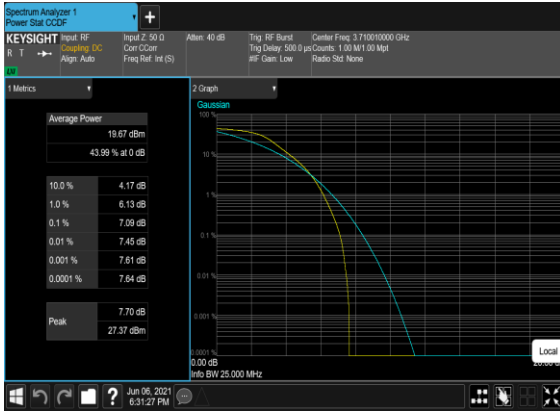 Spectrum Analyzer 1
Power Stat CCDF
KEYSIGHT
R T
LV
Input: RF
Coupling: DC
Align: Auto
Input Z: 50 Ω
Corr CCorr
Freq Ref: Int (S)
Atten: 40 dB
Trig: RF Burst
Trig Delay: 500.0 µs
#IF Gain: Low
Center Freq: 3.710010000 GHz
Counts: 1.00 M/1.00 Mpt
Radio Std: None
1 Metrics
Average Power
19.67 dBm
43.99 % at 0 dB
10.0 % 4.17 dB
1.0 % 6.13 dB
0.1 % 7.09 dB
0.01 % 7.45 dB
0.001 % 7.61 dB
0.0001 % 7.64 dB
Peak
7.70 dB
27.37 dBm
2 Graph
Gaussian
100 %
10 %
1 %
0.1 %
0.01 %
0.001 %
0.0001 %
0.00 dB
Info BW 25.000 MHz
Local
Jun 06, 2021
6:31:27 PM